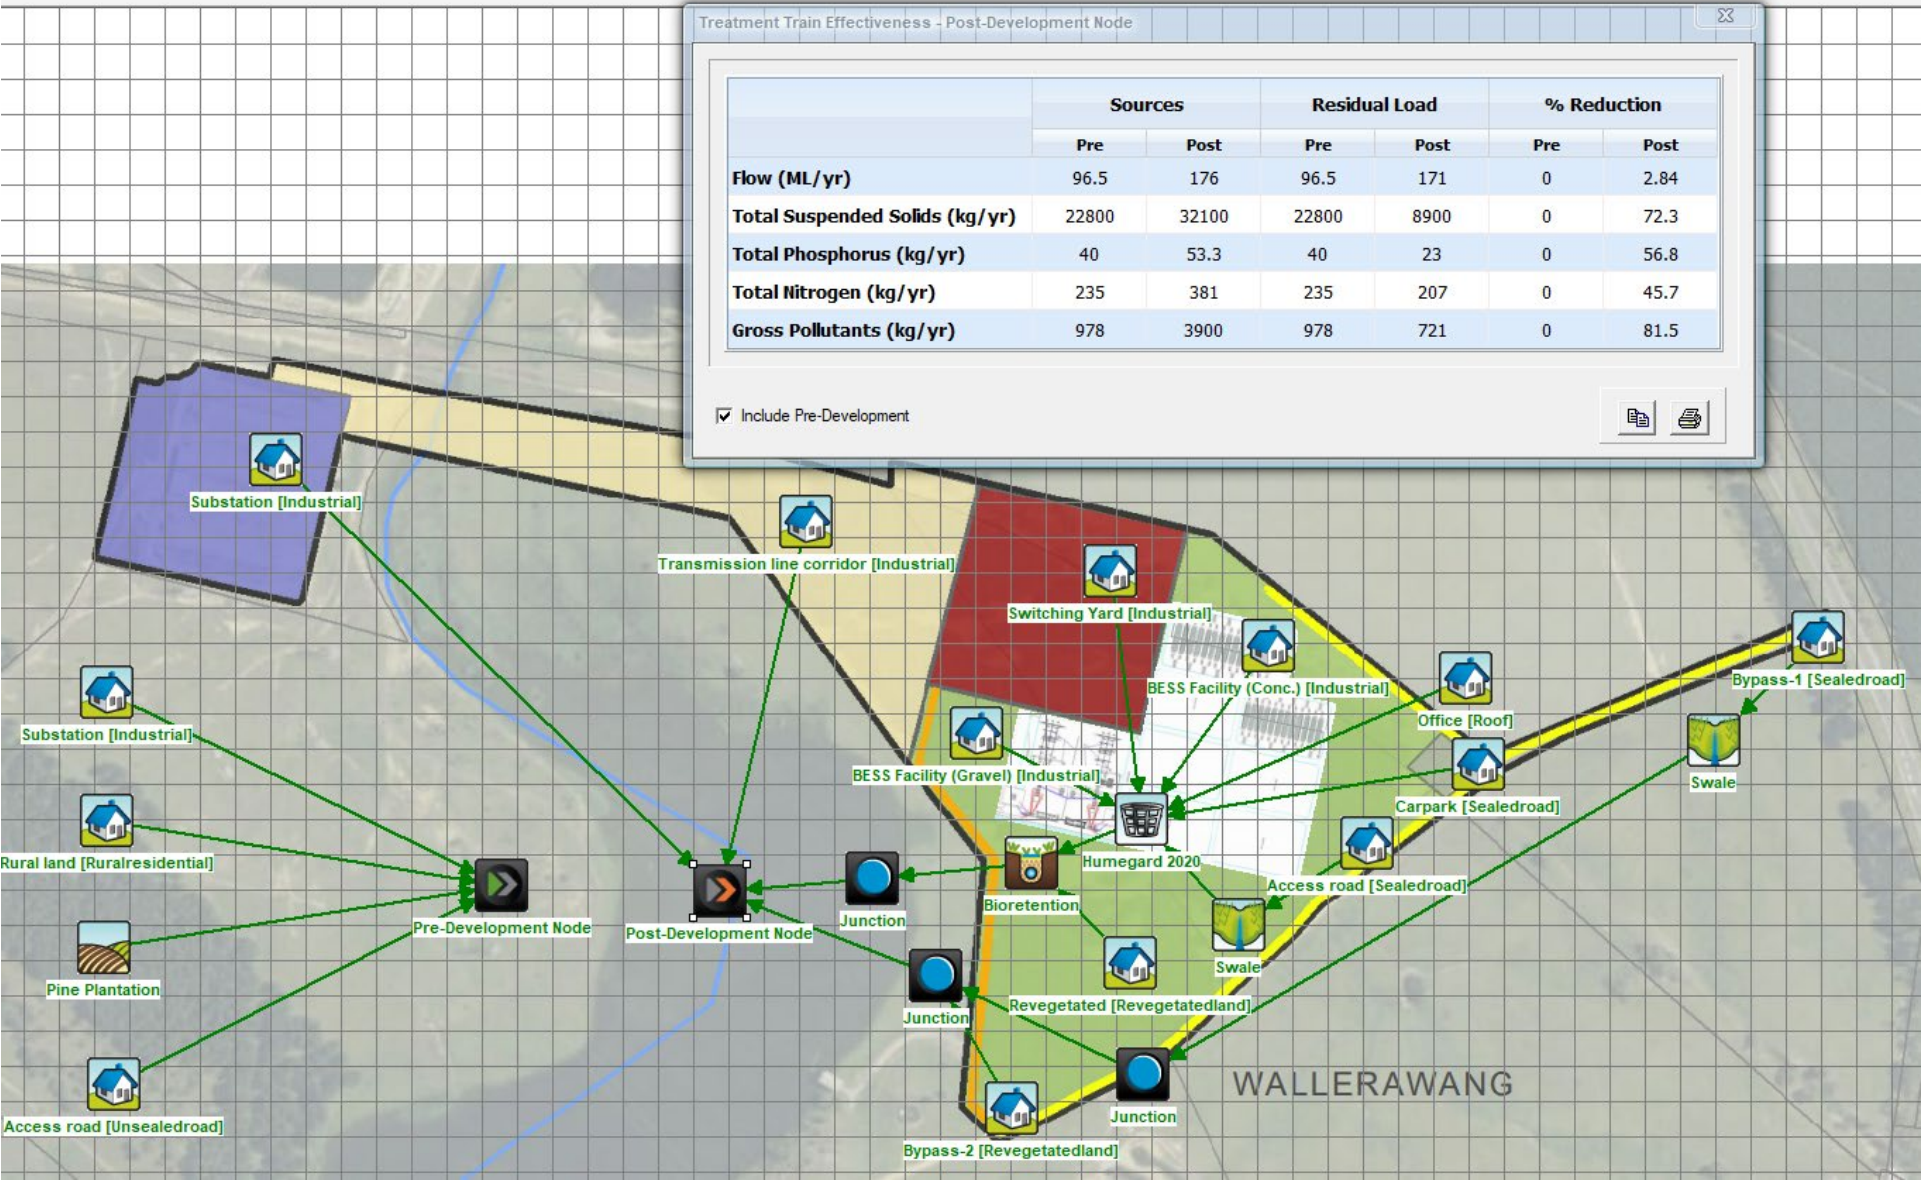 Treatment Train Effectiveness - Post-Development Node
Sources Residual Load % Reduction
Pre Post Pre Post Pre Post
Flow (ML/yr) 96.5 176 96.5 171 0 2.84
Total Suspended Solids (kg/yr) 22800 32100 22800 8900 0 72.3
Total Phosphorus (kg/yr) 40 53.3 40 23 0 56.8
Total Nitrogen (kg/yr) 235 381 235 207 0 45.7
Gross Pollutants (kg/yr) 978 3900 978 721 0 81.5
Include Pre-Development
Substation [Industrial]
Transmission line corridor [Industrial]
Switching Yard [Industrial]
BESS Facility (Conc.) [Industrial]
Bypass-1 [Sealedroad]
Office [Roof]
Substation [Industrial]
BESS Facility (Gravel) [Industrial]
Swale
Carpark [Sealedroad]
Rural land [Ruralresidential]
Humegard 2020
Access road [Sealedroad]
Bioretention
Junction
Pre-Development Node
Post-Development Node
Swale
Pine Plantation
Revegetated [Revegetatedland]
Junction
WALLERAWANG
Junction
Access road [Unsealedroad]
Bypass-2 [Revegetatedland]